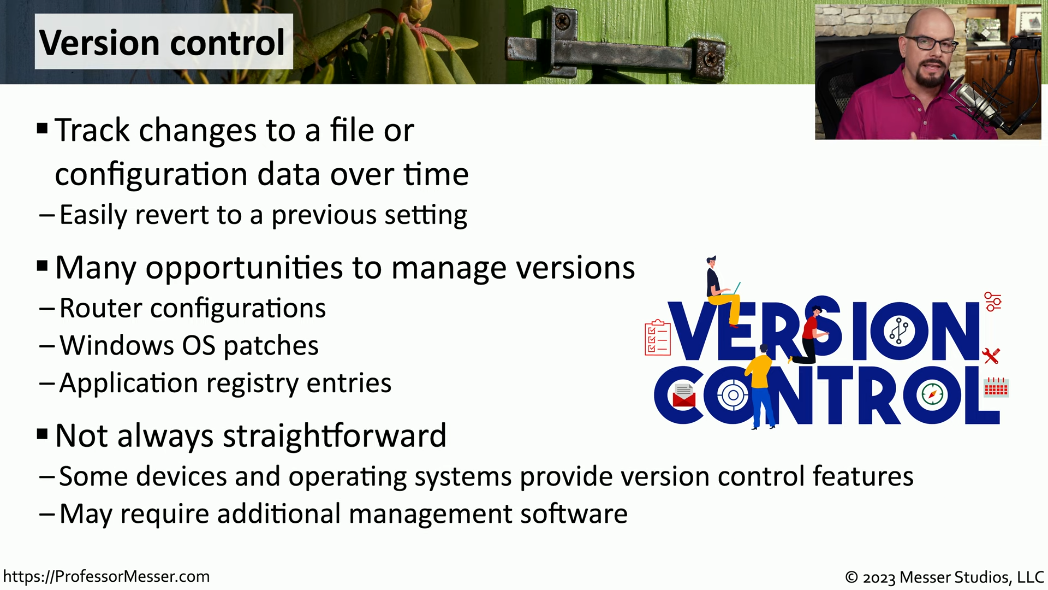 Version control
▪ Track changes to a file or
configuration data over time
– Easily revert to a previous setting
▪ Many opportunities to manage versions
– Router configurations
– Windows OS patches
– Application registry entries
▪ Not always straightforward
– Some devices and operating systems provide version control features
– May require additional management software
VERSION
CONTROL
https://ProfessorMesser.com
© 2023 Messer Studios, LLC